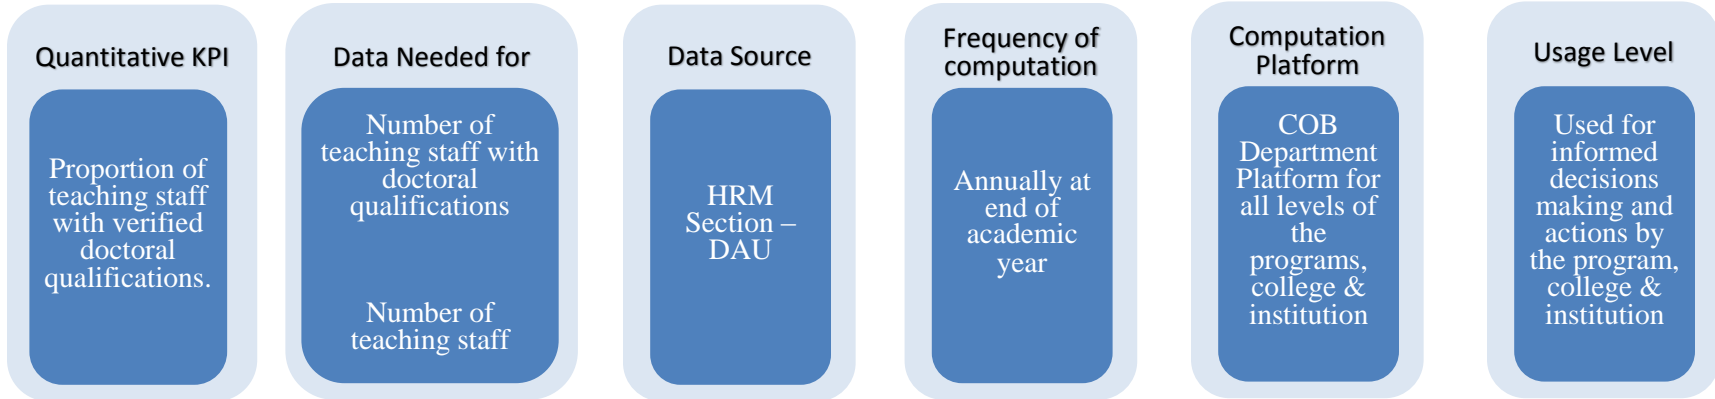 Quantitative KPI
Proportion of
teaching staff
with verified
doctoral
qualifications.
Data Needed for
Number of
teaching staff with
doctoral
qualifications
Number of
teaching staff
Data Source
HRM
Section –
DAU
Frequency of
computation
Annually at
end of
academic
year
Computation
Platform
COB
Department
Platform for
all levels of
the
programs,
college &
institution
Usage Level
Used for
informed
decisions
making and
actions by
the program,
college &
institution